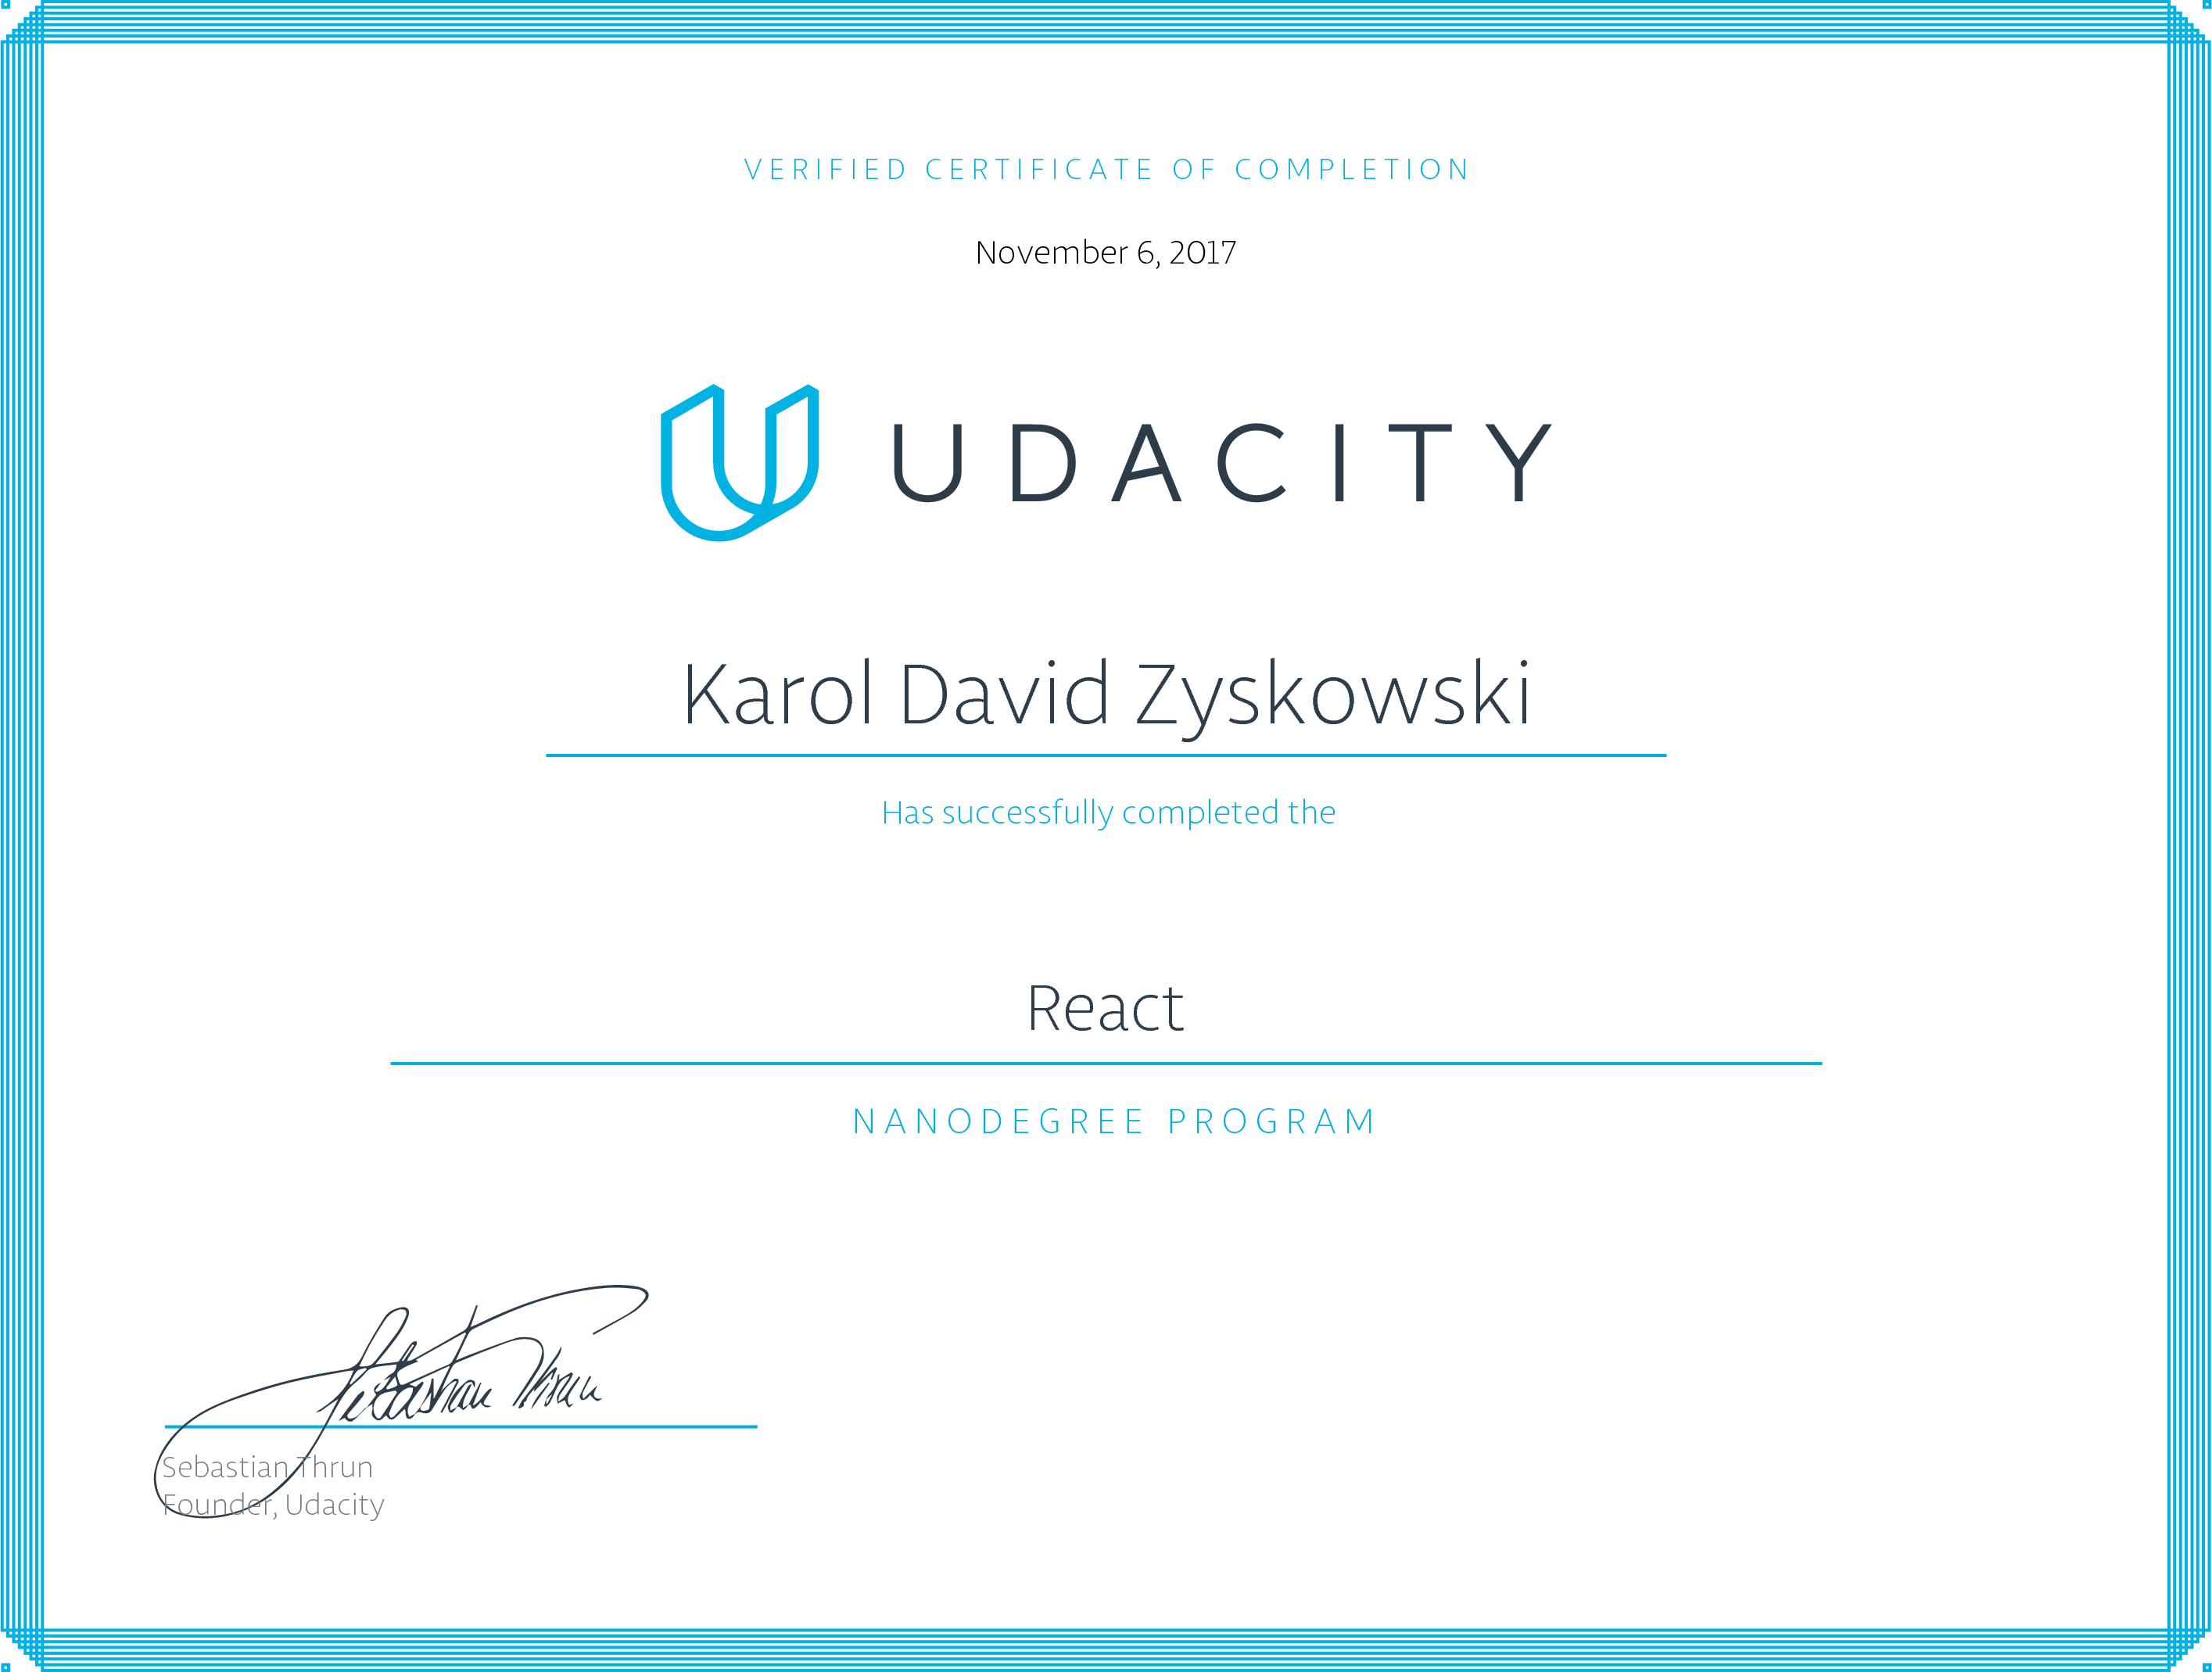 VERIFIED CERTIFICATE OF COMPLETION
November 6, 2017
UDACITY
Karol David Zyskowski
Has successfully completed the
React
NANODEGREE PROGRAM
Sebastian Thrun
Sebastian Thrun
Founder, Udacity